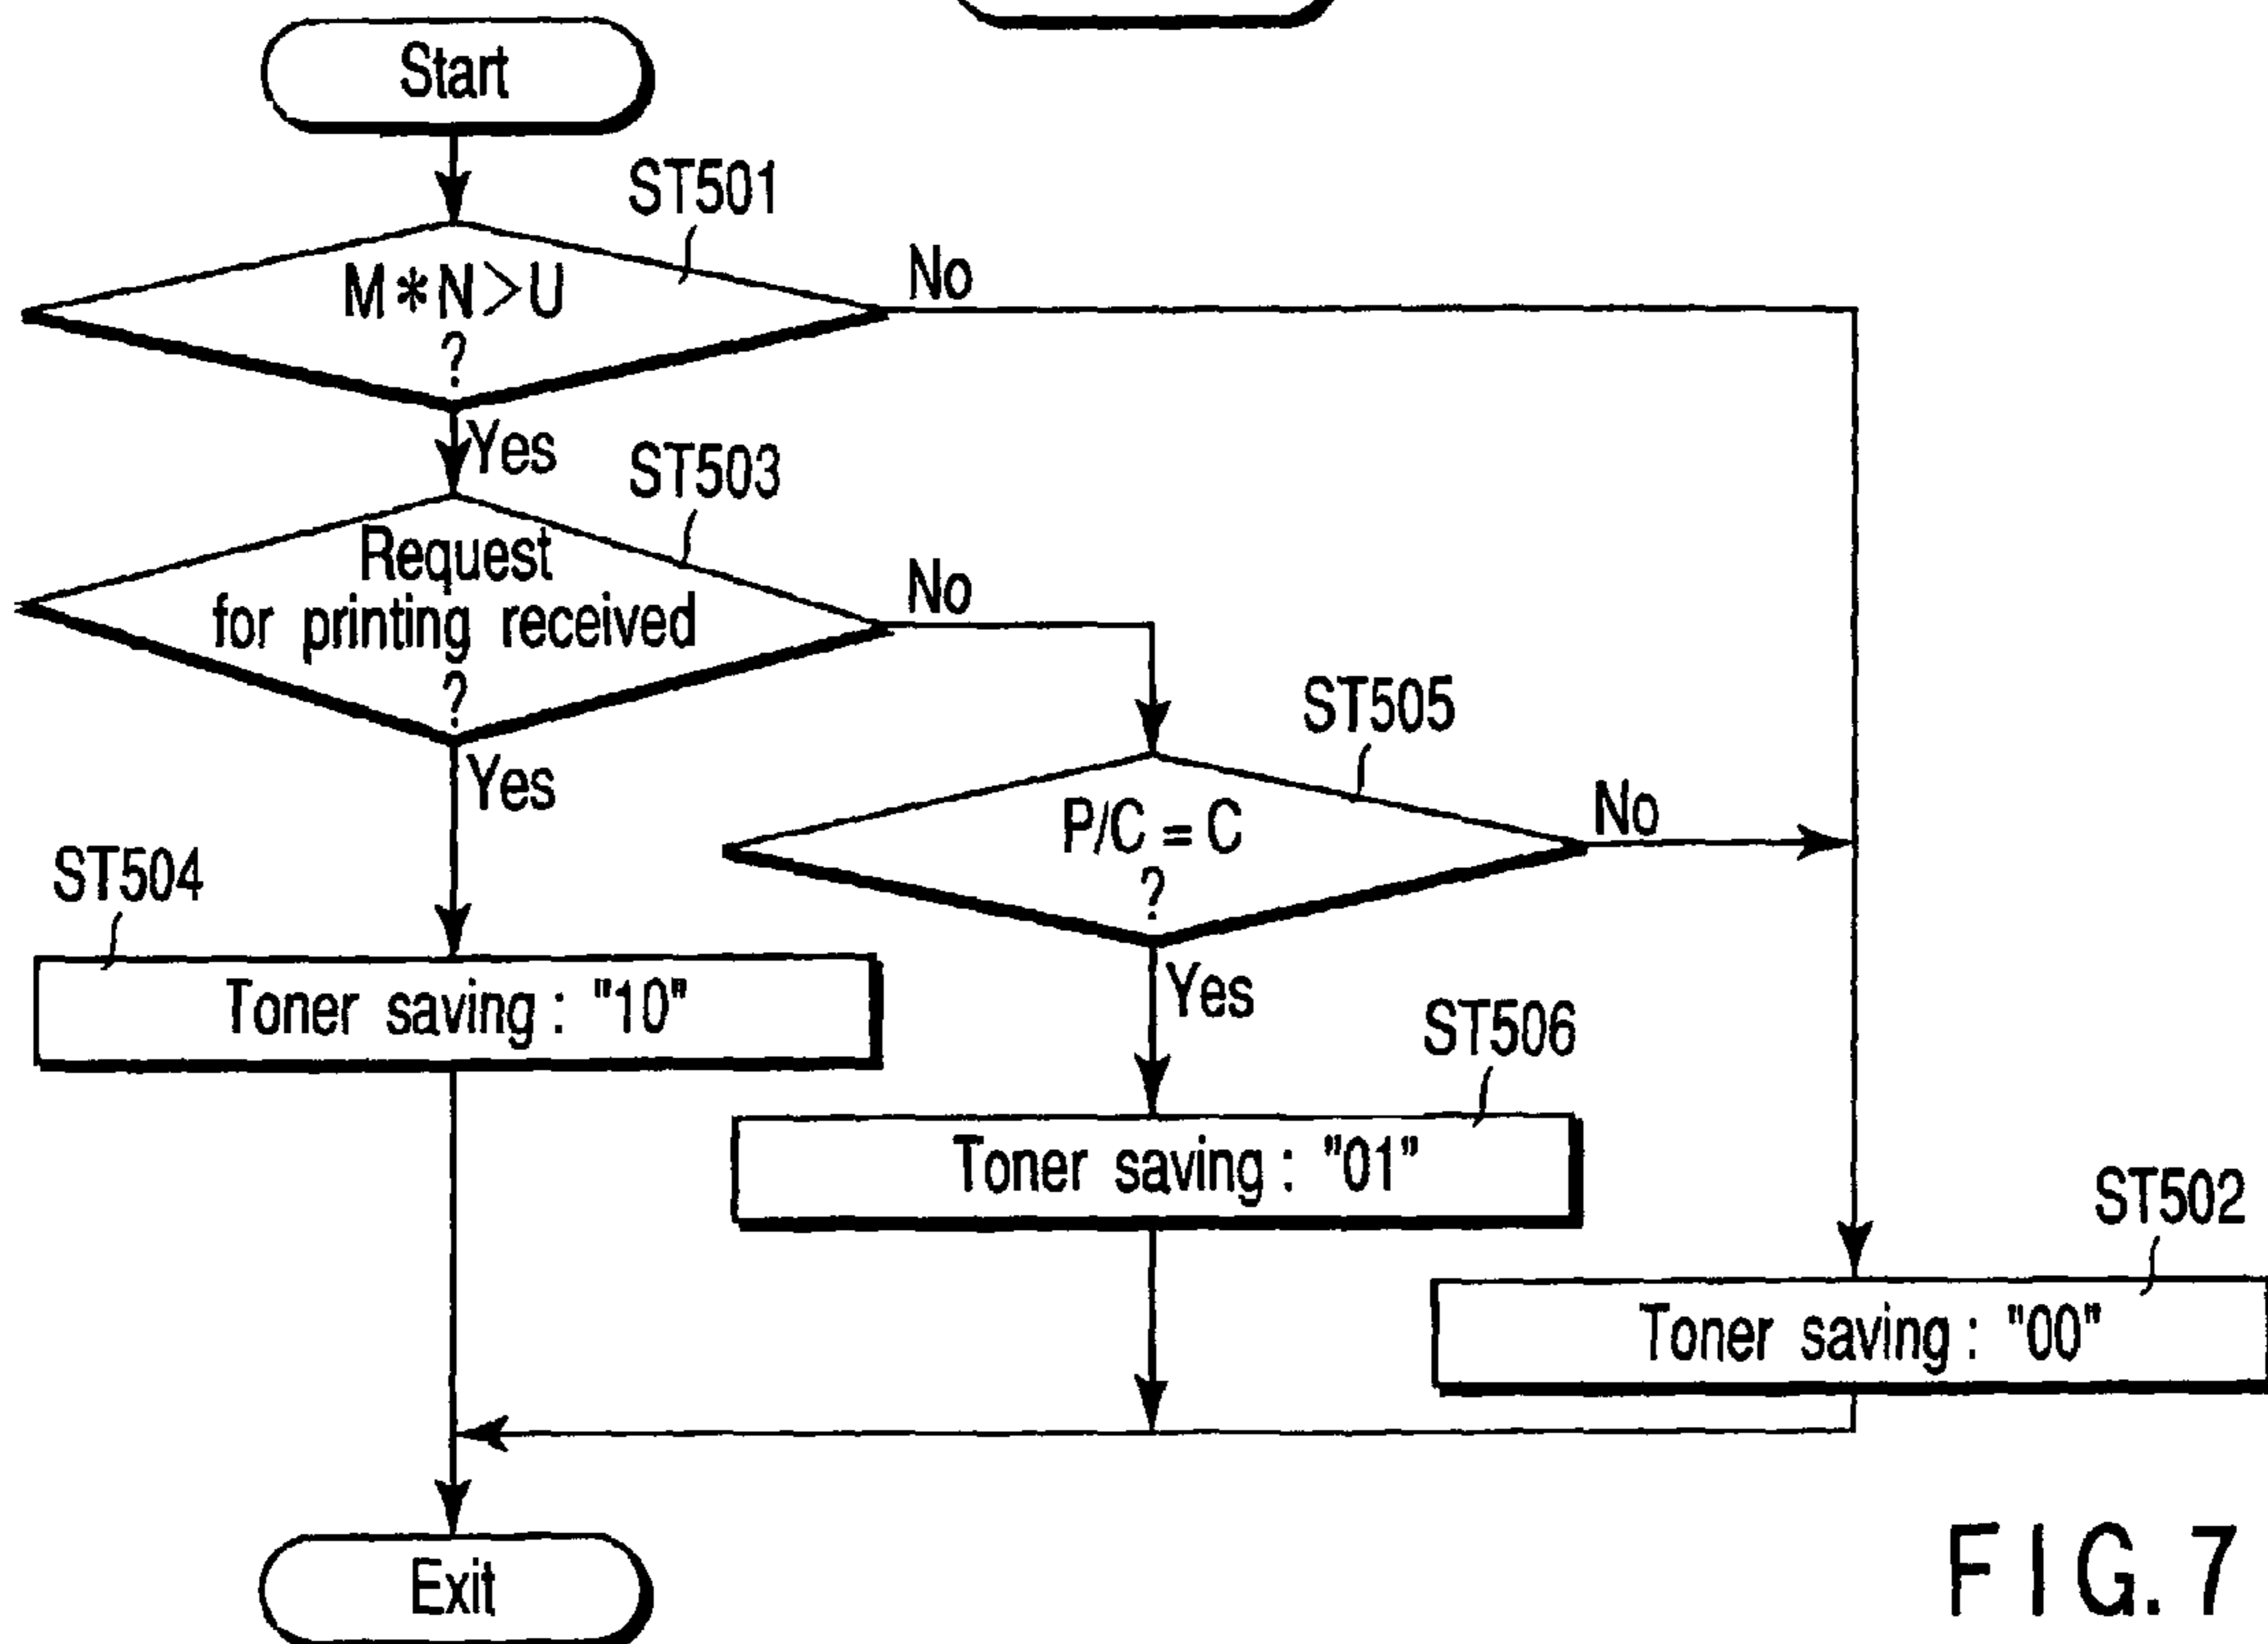 Start
ST501
M*N>U
?
No
Yes
ST503
Request
for printing received
?
No
Yes
ST505
P/C = C
?
No
Yes
ST504
Toner saving : "10"
ST506
Toner saving : "01"
ST502
Toner saving : "00"
Exit
FIG. 7